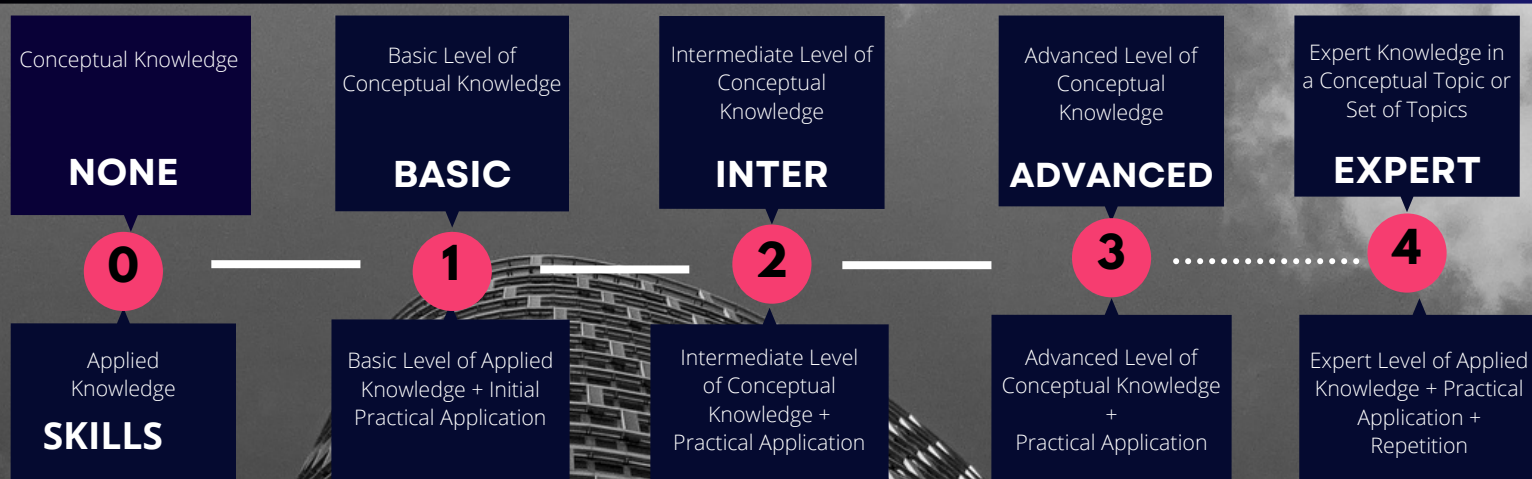 Conceptual Knowledge
NONE
0
Applied
Knowledge
SKILLS
Basic Level of
Conceptual Knowledge
BASIC
1
Basic Level of Applied
Knowledge + Initial
Practical Application
Intermediate Level of
Conceptual
Knowledge
INTER
2
Intermediate Level
of Conceptual
Knowledge +
Practical Application
Advanced Level of
Conceptual
Knowledge
ADVANCED
3
Advanced Level of
Conceptual Knowledge
+
Practical Application
Expert Knowledge in
a Conceptual Topic or
Set of Topics
EXPERT
4
Expert Level of Applied
Knowledge + Practical
Application +
Repetition